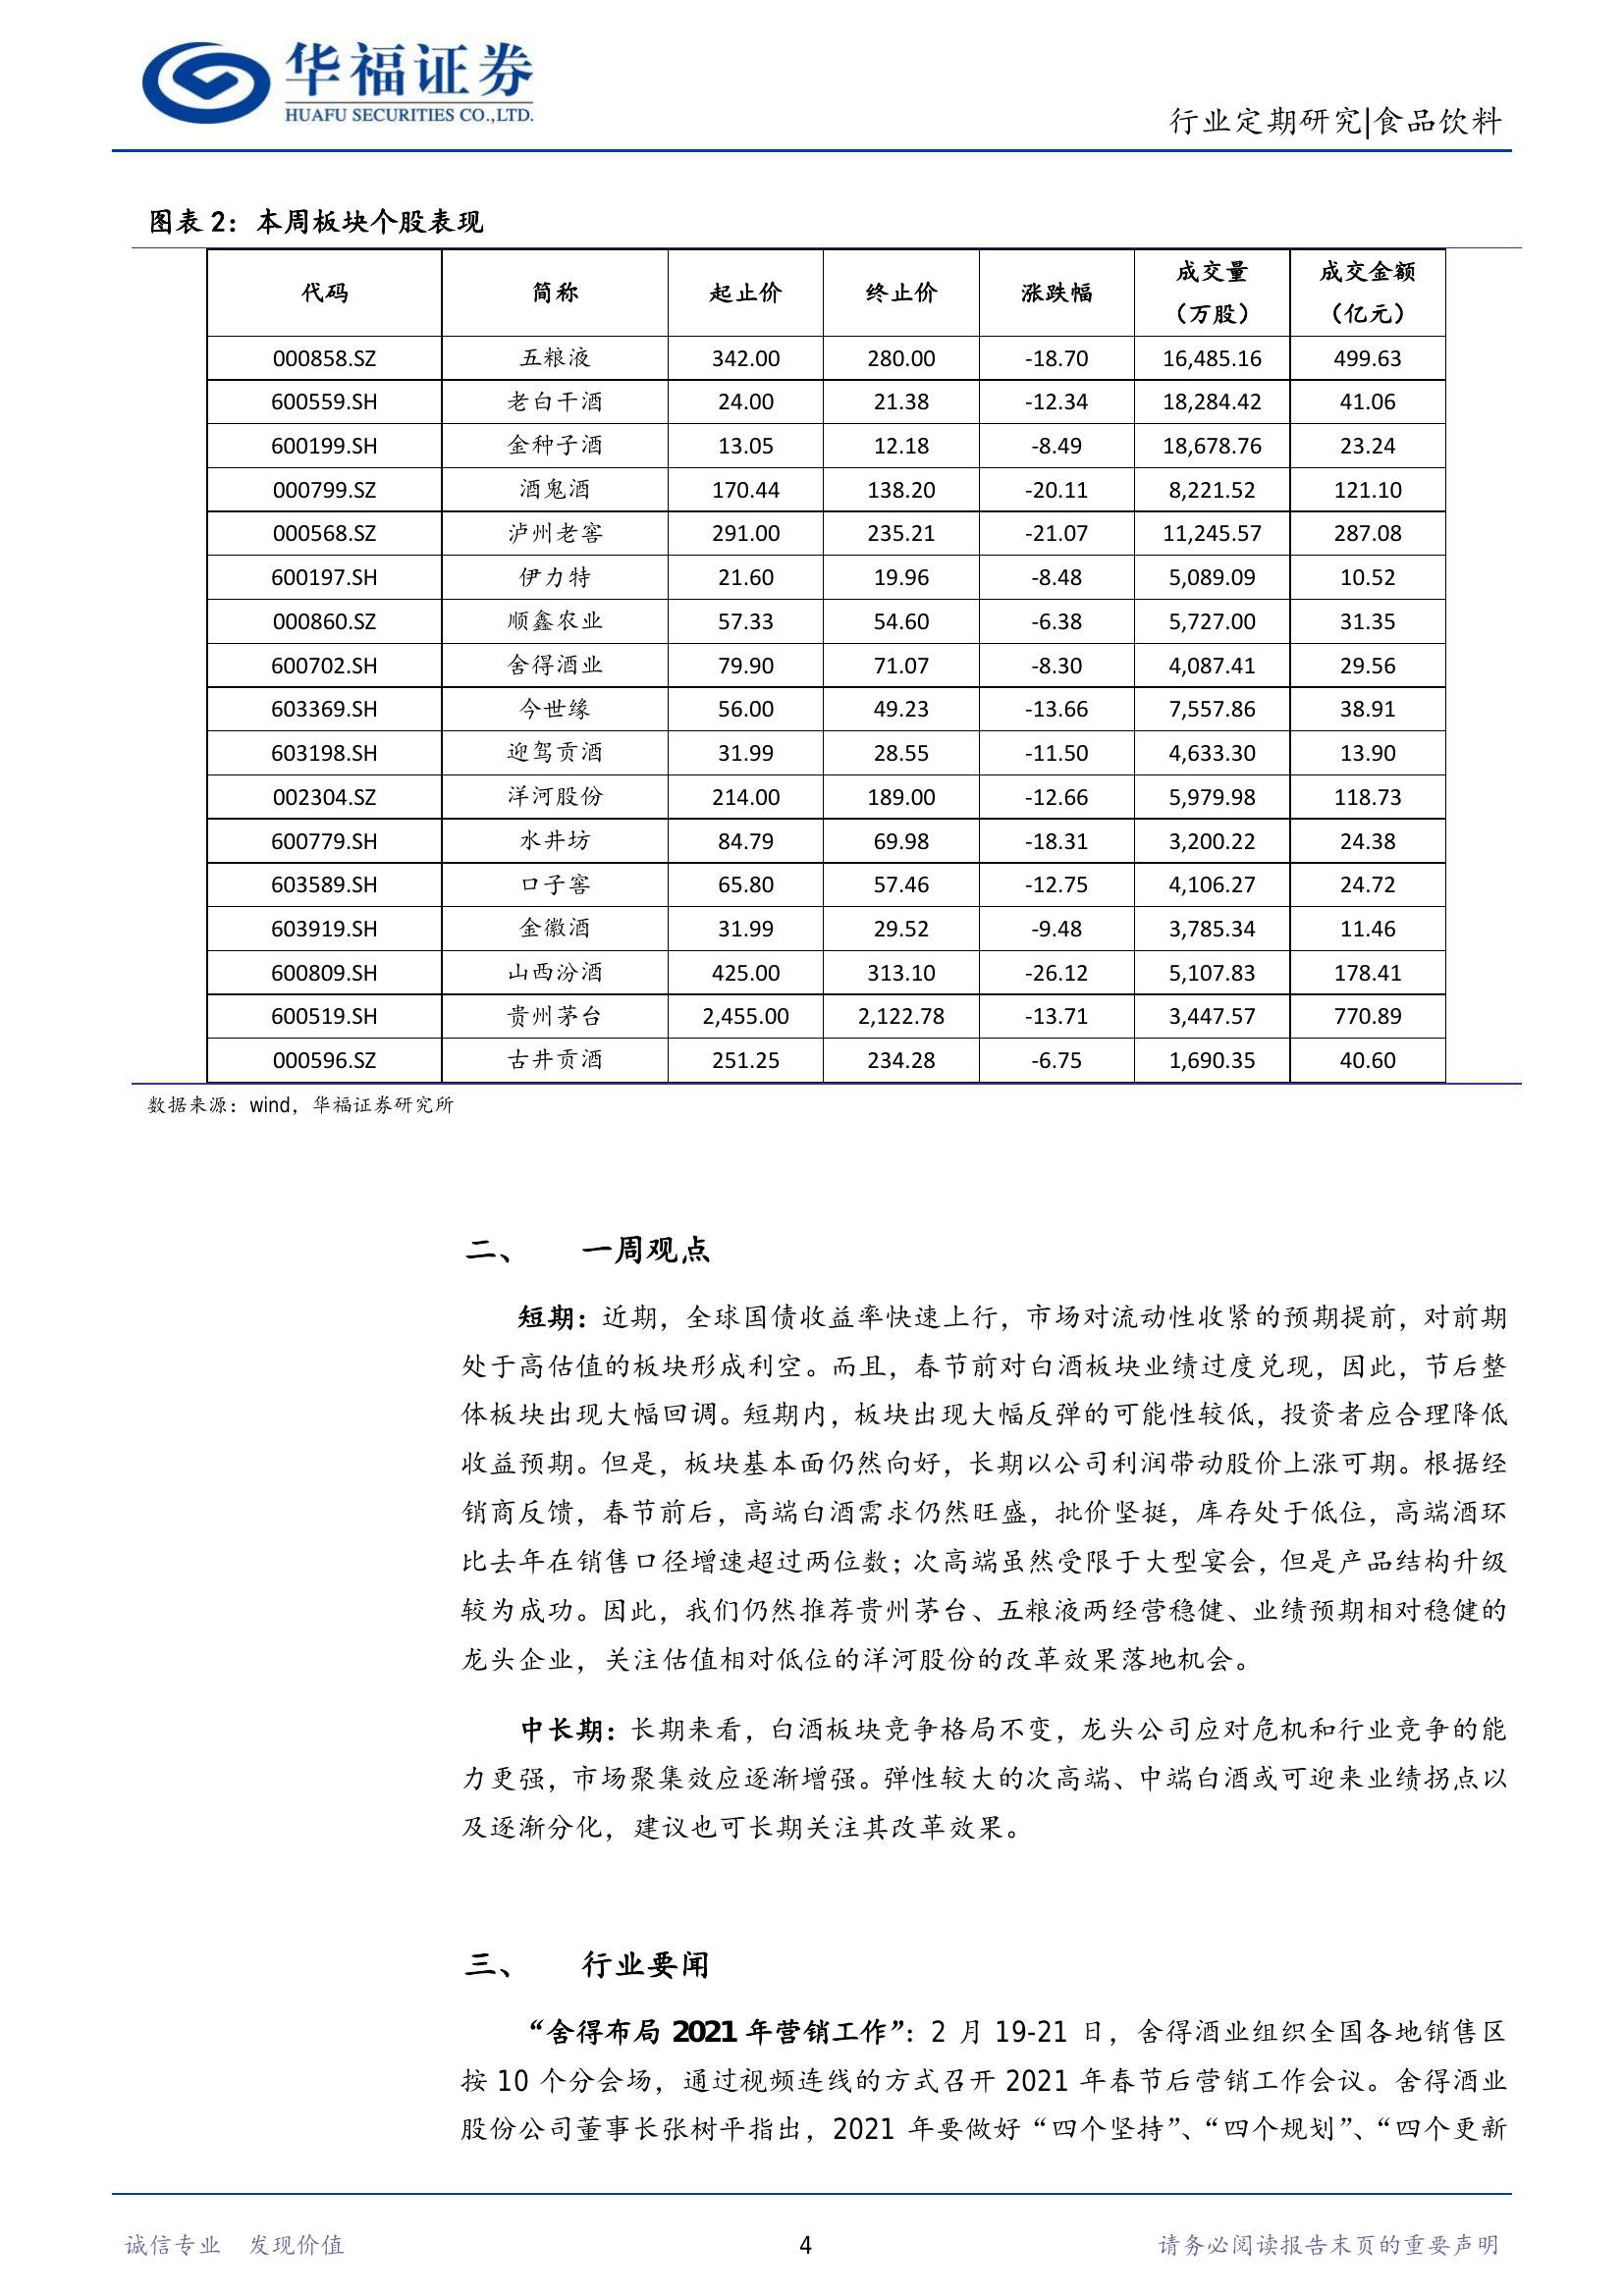 华福证券
HUAFU SECURITIES CO.,LTD.
行业定期研究|食品饮料
图表 2：本周板块个股表现
代码 简称 起止价 终止价 涨跌幅 成交量（万股） 成交金额（亿元）
000858.SZ 五粮液 342.00 280.00 -18.70 16,485.16 499.63
600559.SH 老白干酒 24.00 21.38 -12.34 18,284.42 41.06
600199.SH 金种子酒 13.05 12.18 -8.49 18,678.76 23.24
000799.SZ 酒鬼酒 170.44 138.20 -20.11 8,221.52 121.10
000568.SZ 泸州老窖 291.00 235.21 -21.07 11,245.57 287.08
600197.SH 伊力特 21.60 19.96 -8.48 5,089.09 10.52
000860.SZ 顺鑫农业 57.33 54.60 -6.38 5,727.00 31.35
600702.SH 舍得酒业 79.90 71.07 -8.30 4,087.41 29.56
603369.SH 今世缘 56.00 49.23 -13.66 7,557.86 38.91
603198.SH 迎驾贡酒 31.99 28.55 -11.50 4,633.30 13.90
002304.SZ 洋河股份 214.00 189.00 -12.66 5,979.98 118.73
600779.SH 水井坊 84.79 69.98 -18.31 3,200.22 24.38
603589.SH 口子窖 65.80 57.46 -12.75 4,106.27 24.72
603919.SH 金徽酒 31.99 29.52 -9.48 3,785.34 11.46
600809.SH 山西汾酒 425.00 313.10 -26.12 5,107.83 178.41
600519.SH 贵州茅台 2,455.00 2,122.78 -13.71 3,447.57 770.89
000596.SZ 古井贡酒 251.25 234.28 -6.75 1,690.35 40.60
数据来源：wind，华福证券研究所
二、 一周观点
短期：近期，全球国债收益率快速上行，市场对流动性收紧的预期提前，对前期
处于高估值的板块形成利空。而且，春节前对白酒板块业绩过度兑现，因此，节后整
体板块出现大幅回调。短期内，板块出现大幅反弹的可能性较低，投资者应合理降低
收益预期。但是，板块基本面仍然向好，长期以公司利润带动股价上涨可期。根据经
销商反馈，春节前后，高端白酒需求仍然旺盛，批价坚挺，库存处于低位，高端酒环
比去年在销售口径增速超过两位数；次高端虽然受限于大型宴会，但是产品结构升级
较为成功。因此，我们仍然推荐贵州茅台、五粮液两经营稳健、业绩预期相对稳健的
龙头企业，关注估值相对低位的洋河股份的改革效果落地机会。
中长期：长期来看，白酒板块竞争格局不变，龙头公司应对危机和行业竞争的能
力更强，市场聚集效应逐渐增强。弹性较大的次高端、中端白酒或可迎来业绩拐点以
及逐渐分化，建议也可长期关注其改革效果。
三、 行业要闻
“舍得布局 2021 年营销工作”：2 月 19-21 日，舍得酒业组织全国各地销售区
按 10 个分会场，通过视频连线的方式召开 2021 年春节后营销工作会议。舍得酒业
股份公司董事长张树平指出，2021 年要做好“四个坚持”、“四个规划”、“四个更新
诚信专业 发现价值 4 请务必阅读报告末页的重要声明